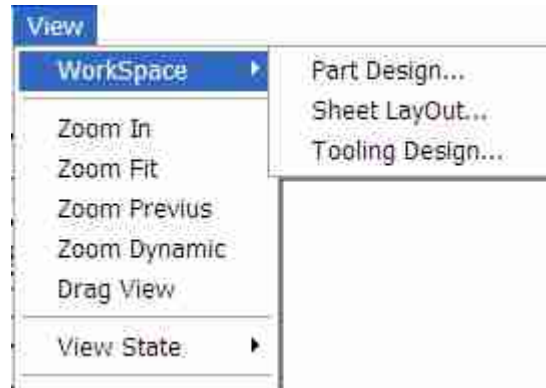 View
WorkSpace
Part Design...
Sheet LayOut...
Tooling Design...
Zoom In
Zoom Fit
Zoom Previus
Zoom Dynamic
Drag View
View State